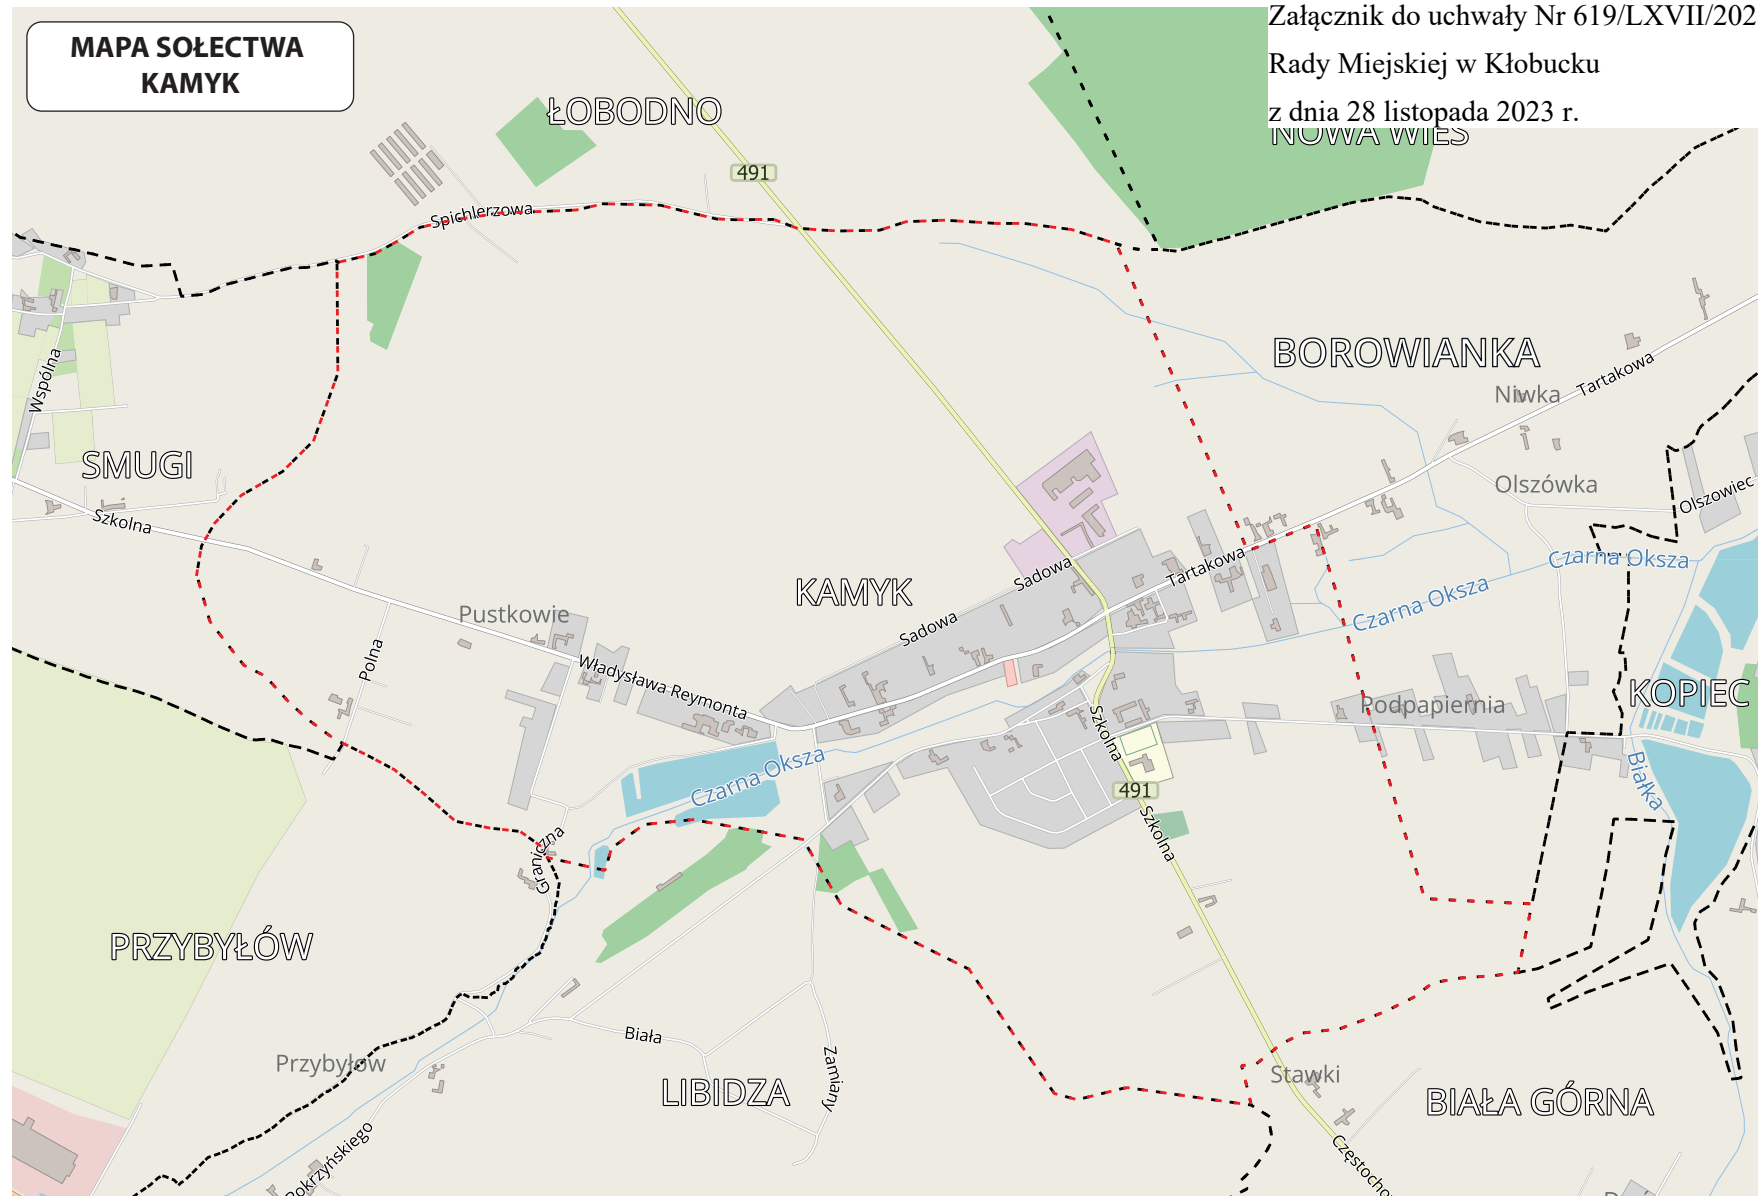 MAPA SOŁECTWA
KAMYK
Załącznik do uchwały Nr 619/LXVII/202
Rady Miejskiej w Kłobucku
z dnia 28 listopada 2023 r.
ŁOBODNO
NOWA WIEŚ
491
Spichlerzowa
Wspólna
BOROWIANKA
Niwka
Tartakowa
SMUGI
Szkolna
Olszówka
Olszowiec
Czarna Oksza
Czarna Oksza
KAMYK
Sadowa
Sadowa
Tartakowa
Pustkowie
Polna
Władysława Reymonta
Podpapiernia
KOPIEC
Szkolna
Czarna Oksza
491
Białka
Szkolna
Graniczna
PRZYBYŁÓW
Biała
Zamiany
Przybyłów
LIBIDZA
Stawki
BIAŁA GÓRNA
Pokrzyńskiego
Częstocho